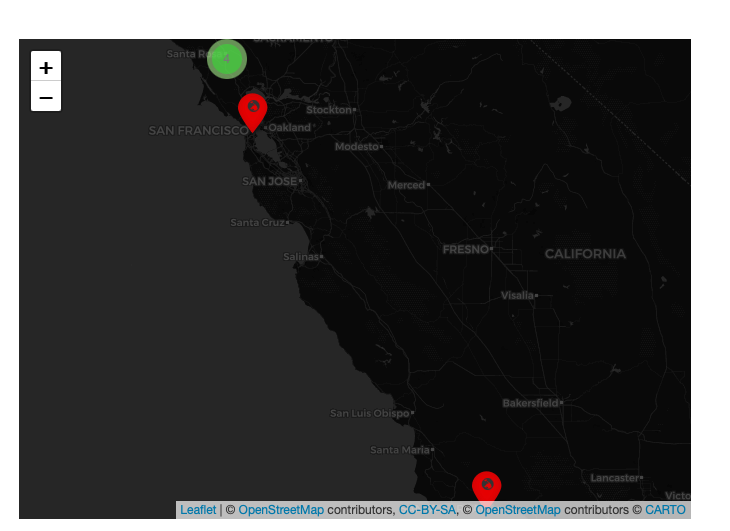 SACRAMENTO
Santa Rosa
4
+
−
Stockton
SAN FRANCISCO
Oakland
Modesto
SAN JOSE
Merced
Santa Cruz
FRESNO
CALIFORNIA
Salinas
Visalia
Bakersfield
San Luis Obispo
Santa Maria
Lancaster
Victo
Leaflet | © OpenStreetMap contributors, CC-BY-SA, © OpenStreetMap contributors © CARTO